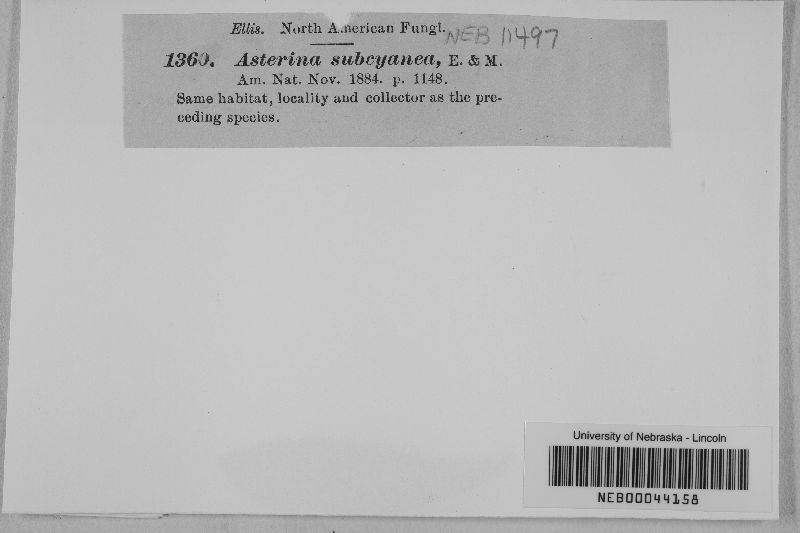 Ellis. North American Fungi. NEB 11497
1360. Asterina subcyanea, E. & M.
Am. Nat. Nov. 1884. p. 1148.
Same habitat, locality and collector as the pre-
ceding species.
University of Nebraska - Lincoln
NEB00044158